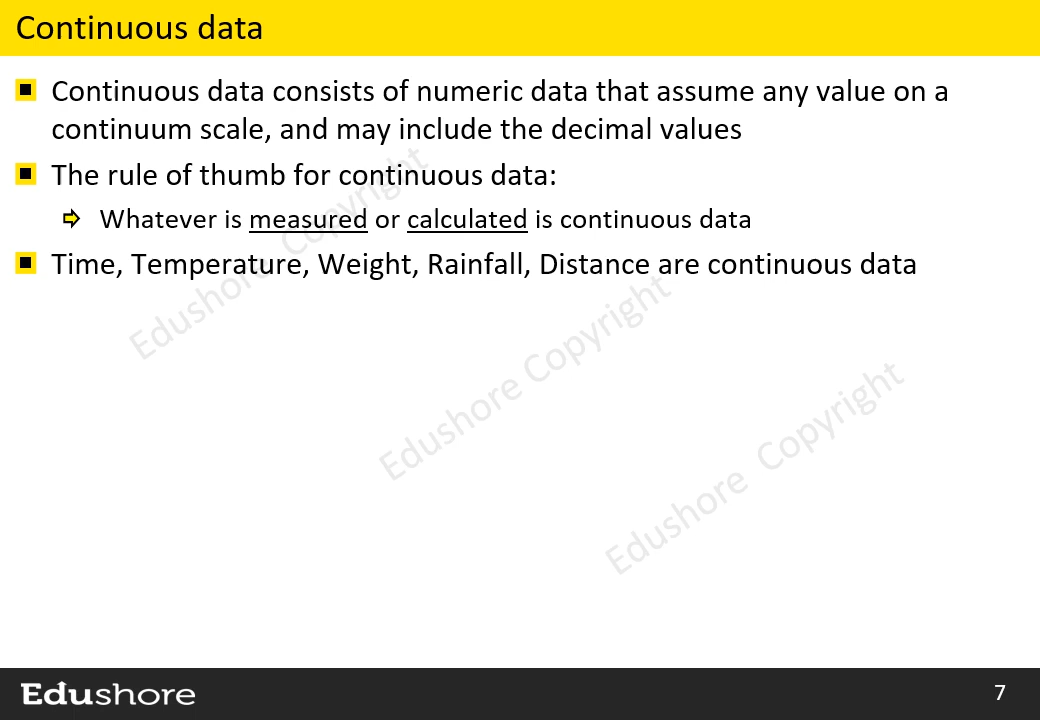 Continuous data
Continuous data consists of numeric data that assume any value on a
continuum scale, and may include the decimal values
The rule of thumb for continuous data:
Whatever is measured or calculated is continuous data
Time, Temperature, Weight, Rainfall, Distance are continuous data
Edushore Copyright
Edushore Copyright
Edushore Copyright
Edushore
7